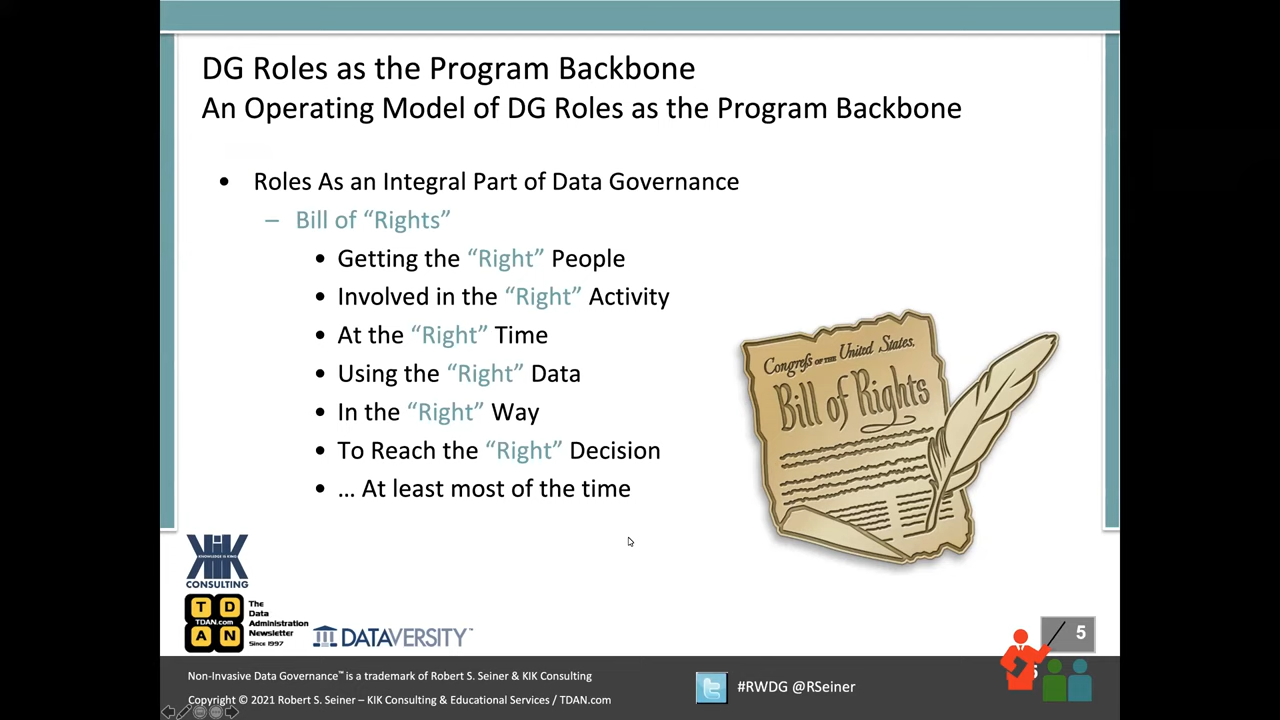 DG Roles as the Program Backbone
An Operating Model of DG Roles as the Program Backbone
• Roles As an Integral Part of Data Governance
– Bill of “Rights”
• Getting the “Right” People
• Involved in the “Right” Activity
• At the “Right” Time
• Using the “Right” Data
• In the “Right” Way
• To Reach the “Right” Decision
• … At least most of the time
Congreſs OF THE United States.
Bill of Rights
KIK
KNOWLEDGE IS KING
CONSULTING
T D
TDAN.com
A N
The
Data
Administration
Newsletter
Since 1997
DATAVERSITY™
5
Non-Invasive Data Governance™ is a trademark of Robert S. Seiner & KIK Consulting
Copyright © 2021 Robert S. Seiner – KIK Consulting & Educational Services / TDAN.com
#RWDG @RSeiner